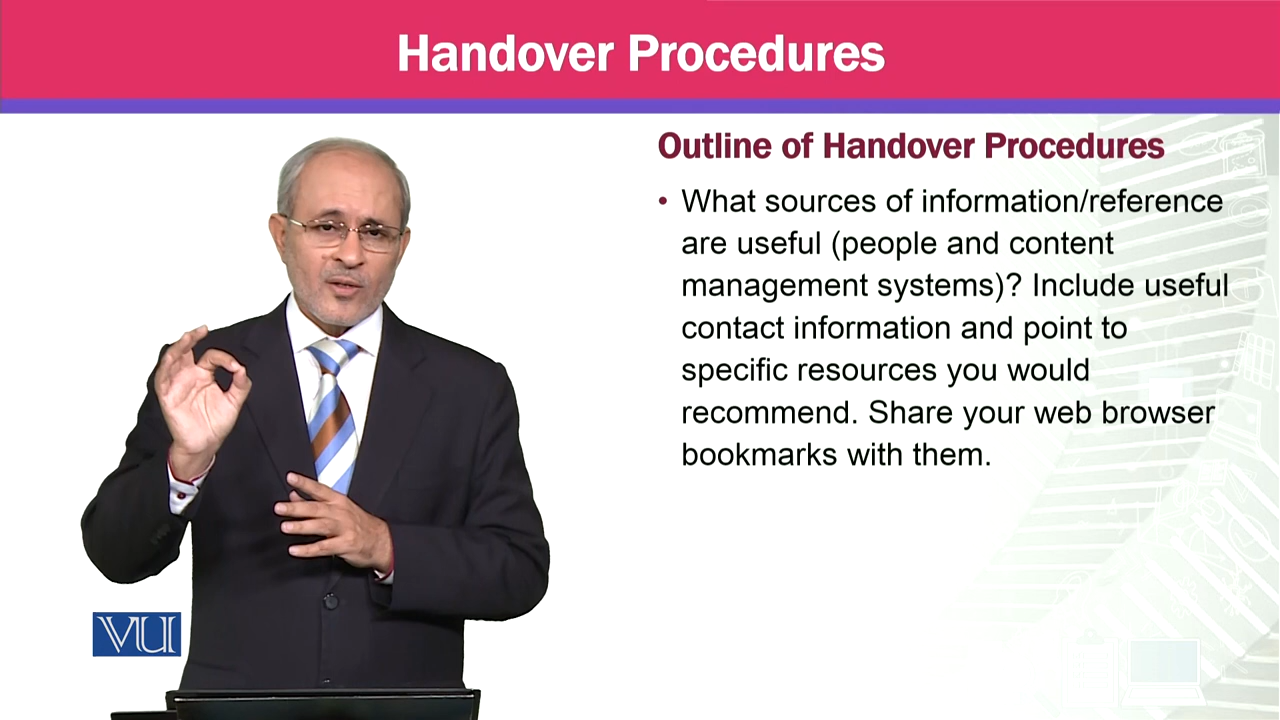 Handover Procedures
Outline of Handover Procedures
• What sources of information/reference
are useful (people and content
management systems)? Include useful
contact information and point to
specific resources you would
recommend. Share your web browser
bookmarks with them.
VU